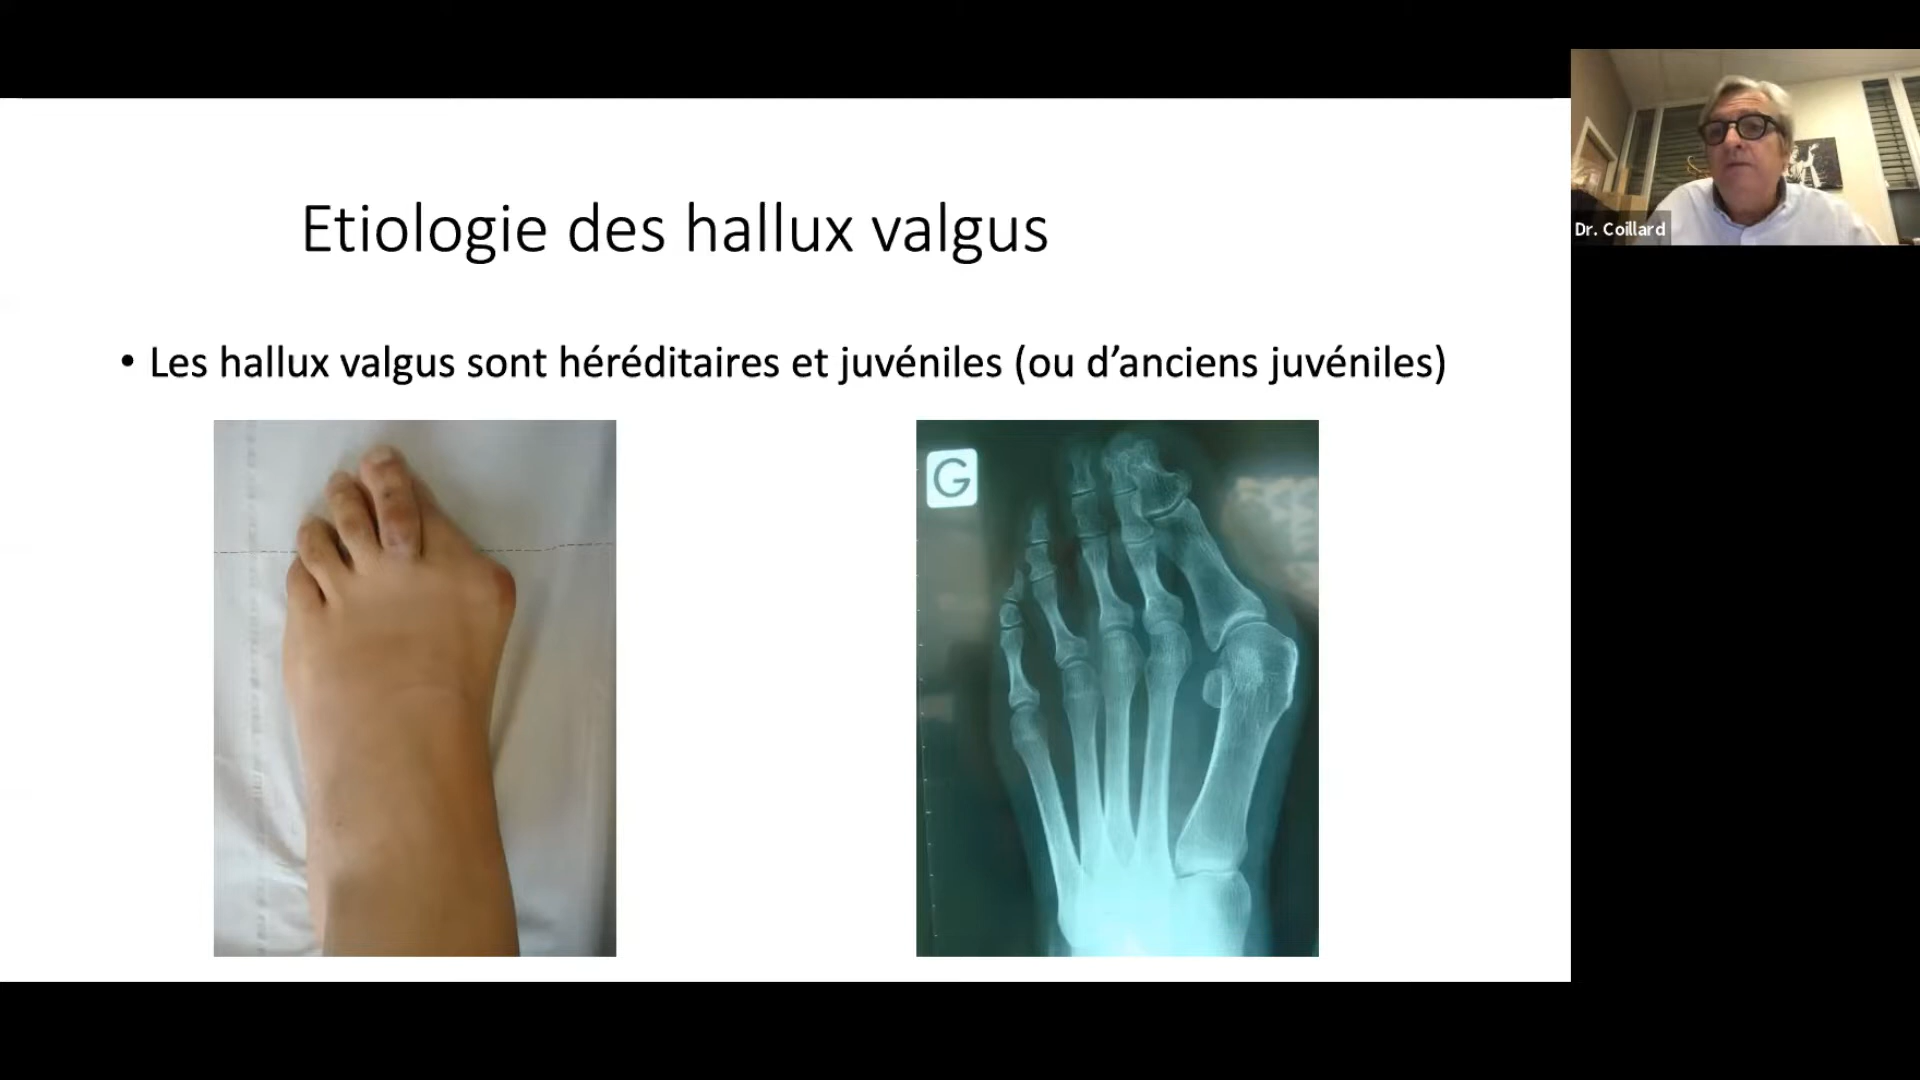 Etiologie des hallux valgus
• Les hallux valgus sont héréditaires et juvéniles (ou d’anciens juvéniles)
G
Dr. Coillard